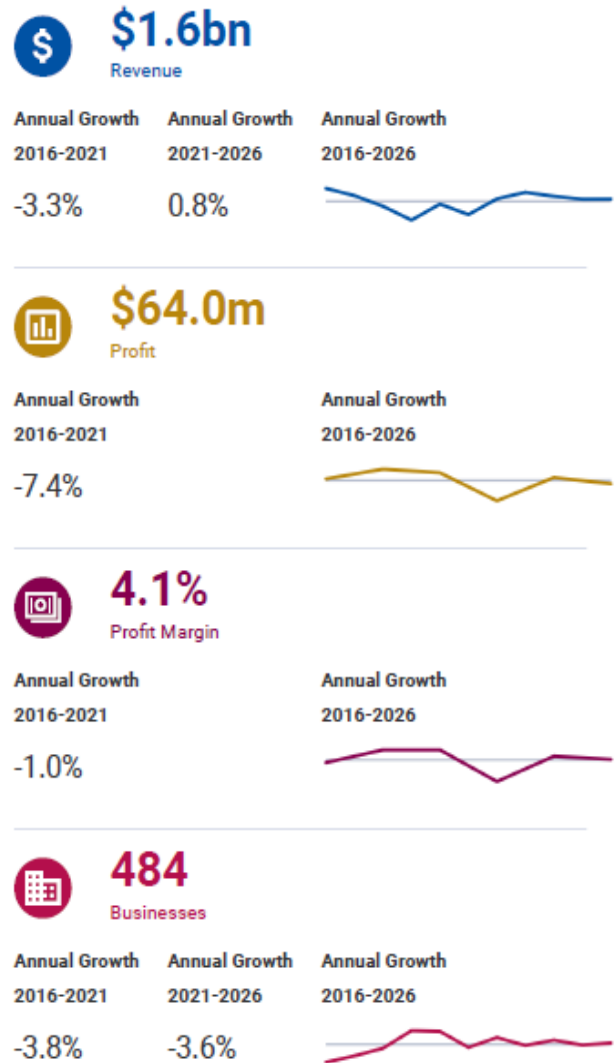 $1.6bn
Revenue
Annual Growth Annual Growth Annual Growth
2016-2021 2021-2026 2016-2026
-3.3% 0.8%
$64.0m
Profit
Annual Growth Annual Growth
2016-2021 2016-2026
-7.4%
4.1%
Profit Margin
Annual Growth Annual Growth
2016-2021 2016-2026
-1.0%
484
Businesses
Annual Growth Annual Growth Annual Growth
2016-2021 2021-2026 2016-2026
-3.8% -3.6%